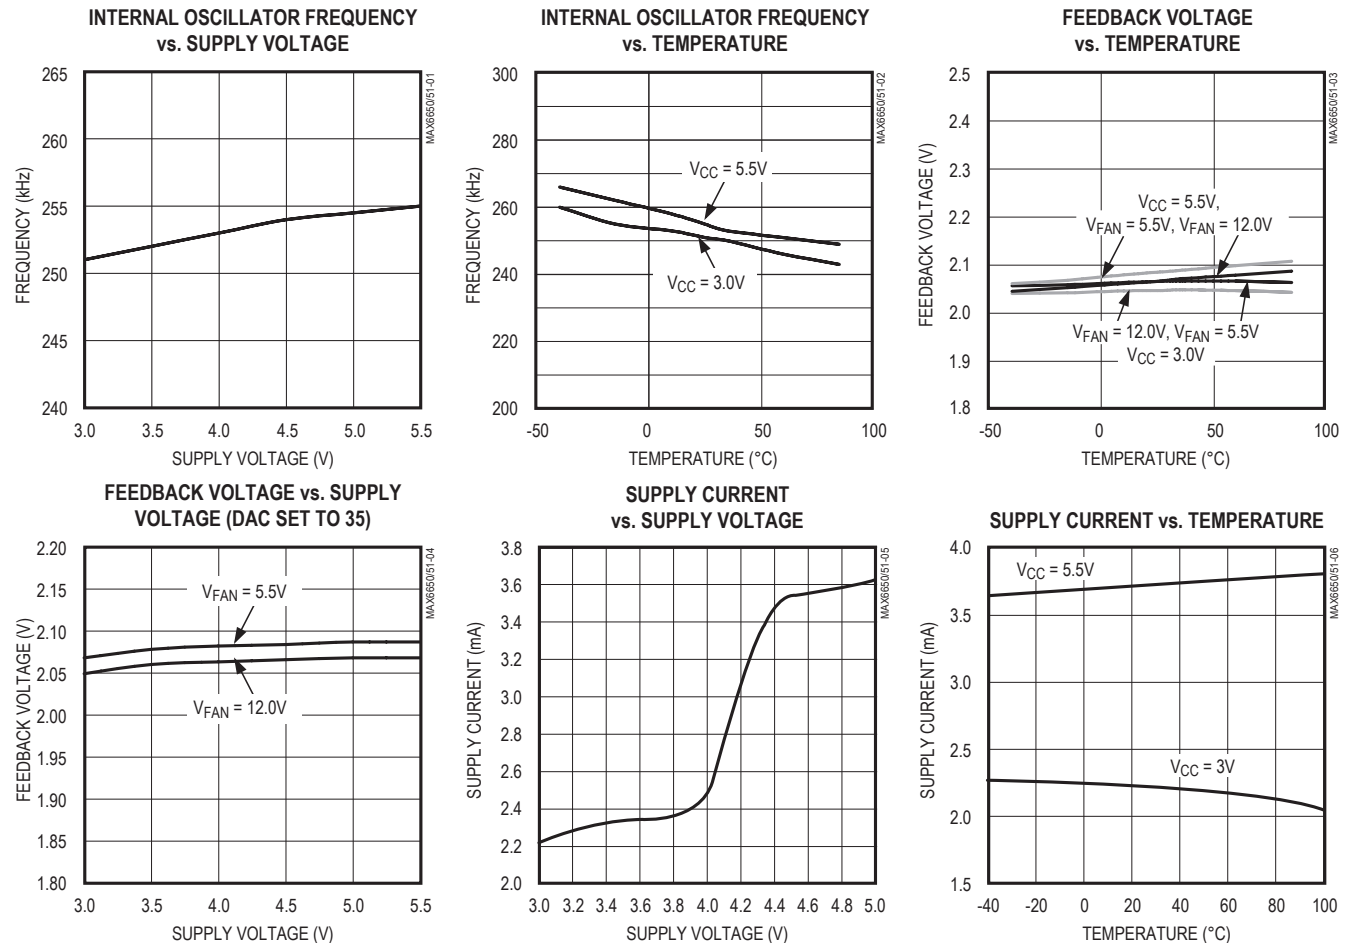 INTERNAL OSCILLATOR FREQUENCY
vs. SUPPLY VOLTAGE
265
260
255
250
245
240
FREQUENCY (kHz)
3.0 3.5 4.0 4.5 5.0 5.5
SUPPLY VOLTAGE (V)
MAX6650/51-01
INTERNAL OSCILLATOR FREQUENCY
vs. TEMPERATURE
300
280
260
240
220
200
FREQUENCY (kHz)
VCC = 5.5V
VCC = 3.0V
-50 0 50 100
TEMPERATURE (°C)
MAX6650/51-02
FEEDBACK VOLTAGE
vs. TEMPERATURE
2.5
2.4
2.3
2.2
2.1
2.0
1.9
1.8
FEEDBACK VOLTAGE (V)
VCC = 5.5V,
VFAN = 5.5V, VFAN = 12.0V
VFAN = 12.0V, VFAN = 5.5V
VCC = 3.0V
-50 0 50 100
TEMPERATURE (°C)
MAX6650/51-03
FEEDBACK VOLTAGE vs. SUPPLY
VOLTAGE (DAC SET TO 35)
2.20
2.15
2.10
2.05
2.00
1.95
1.90
1.85
1.80
FEEDBACK VOLTAGE (V)
VFAN = 5.5V
VFAN = 12.0V
3.0 3.5 4.0 4.5 5.0 5.5
SUPPLY VOLTAGE (V)
MAX6650/51-04
SUPPLY CURRENT
vs. SUPPLY VOLTAGE
3.8
3.6
3.4
3.2
3.0
2.8
2.6
2.4
2.2
2.0
SUPPLY CURRENT (mA)
3.0 3.2 3.4 3.6 3.8 4.0 4.2 4.4 4.6 4.8 5.0
SUPPLY VOLTAGE (V)
MAX6650/51-05
SUPPLY CURRENT vs. TEMPERATURE
4.0
3.5
3.0
2.5
2.0
1.5
SUPPLY CURRENT (mA)
VCC = 5.5V
VCC = 3V
-40 -20 0 20 40 60 80 100
TEMPERATURE (°C)
MAX6650/51-06